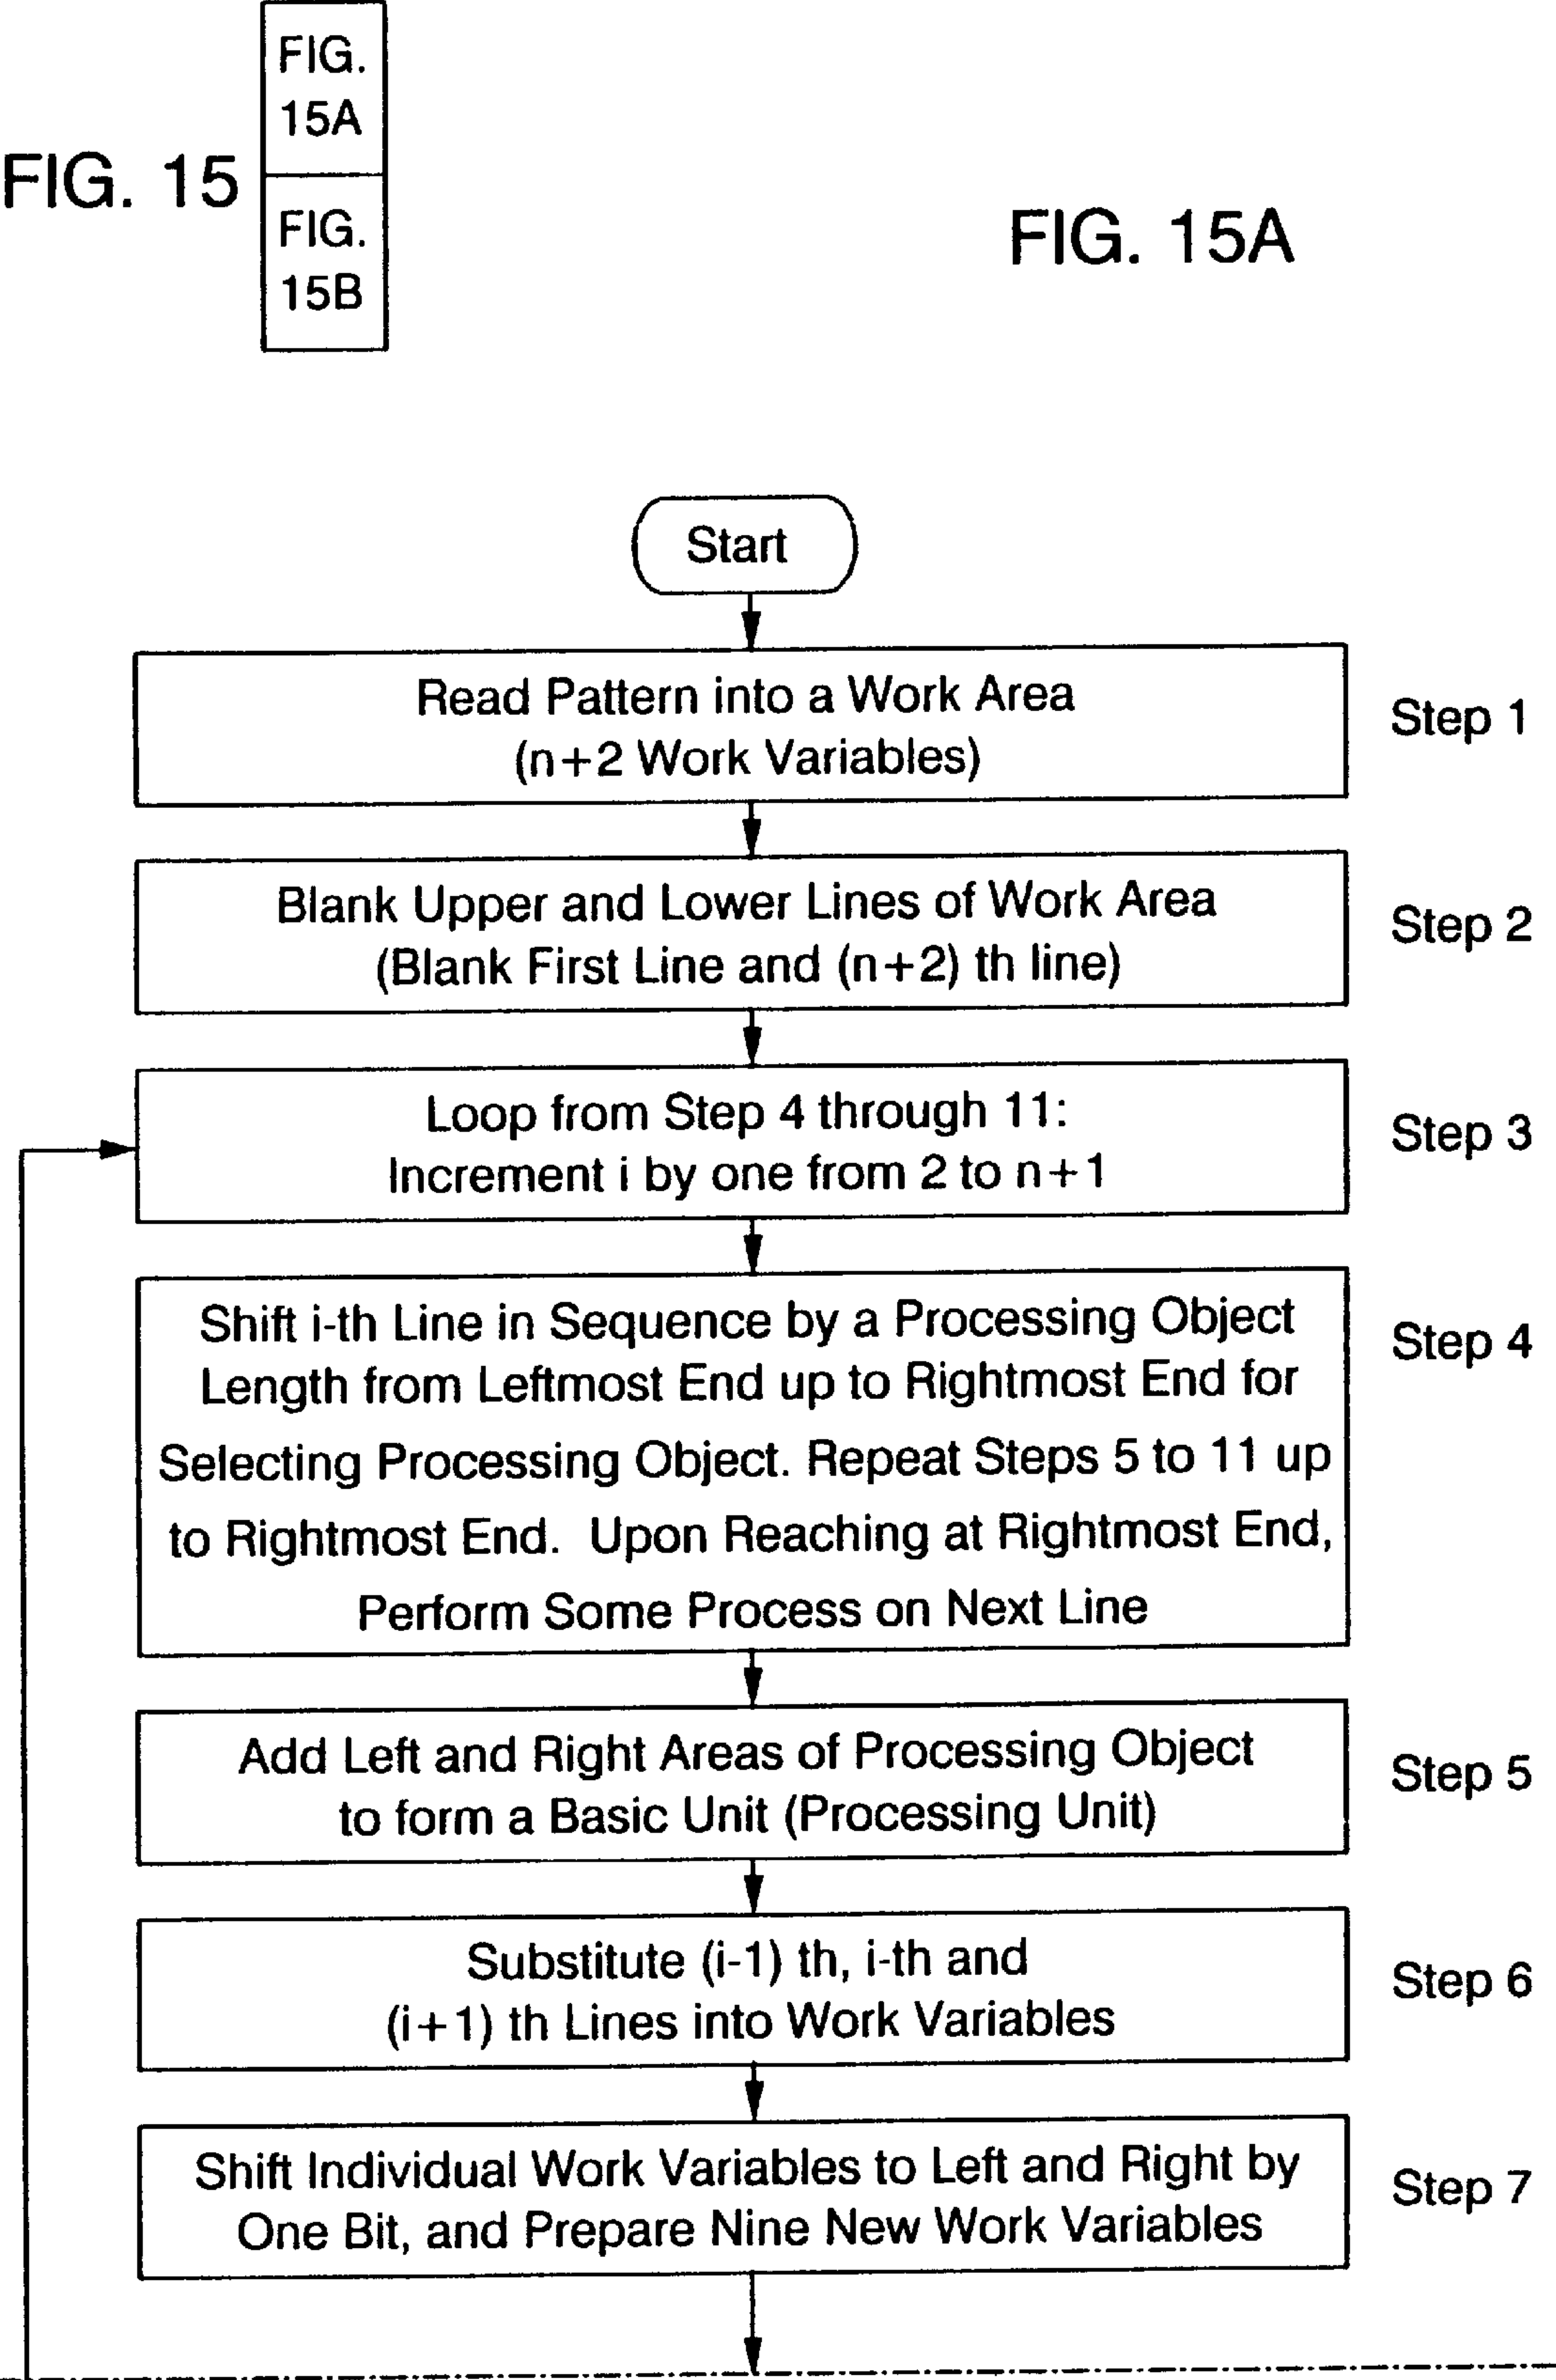 FIG. 15
FIG.
15A
FIG.
15B
FIG. 15A
Start
Read Pattern into a Work Area
(n+2 Work Variables)
Step 1
Blank Upper and Lower Lines of Work Area
(Blank First Line and (n+2) th line)
Step 2
Loop from Step 4 through 11:
Increment i by one from 2 to n+1
Step 3
Shift i-th Line in Sequence by a Processing Object
Length from Leftmost End up to Rightmost End for
Selecting Processing Object. Repeat Steps 5 to 11 up
to Rightmost End. Upon Reaching at Rightmost End,
Perform Some Process on Next Line
Step 4
Add Left and Right Areas of Processing Object
to form a Basic Unit (Processing Unit)
Step 5
Substitute (i-1) th, i-th and
(i+1) th Lines into Work Variables
Step 6
Shift Individual Work Variables to Left and Right by
One Bit, and Prepare Nine New Work Variables
Step 7